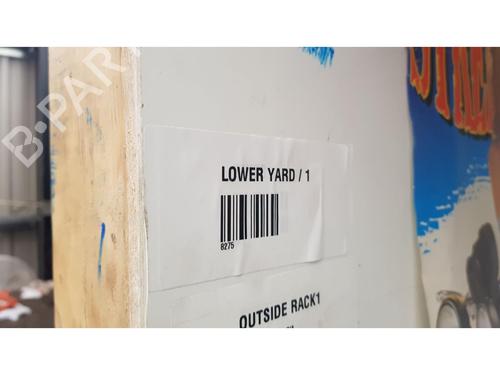 B-PAR
LOWER YARD / 1
8275
OUTSIDE RACK1